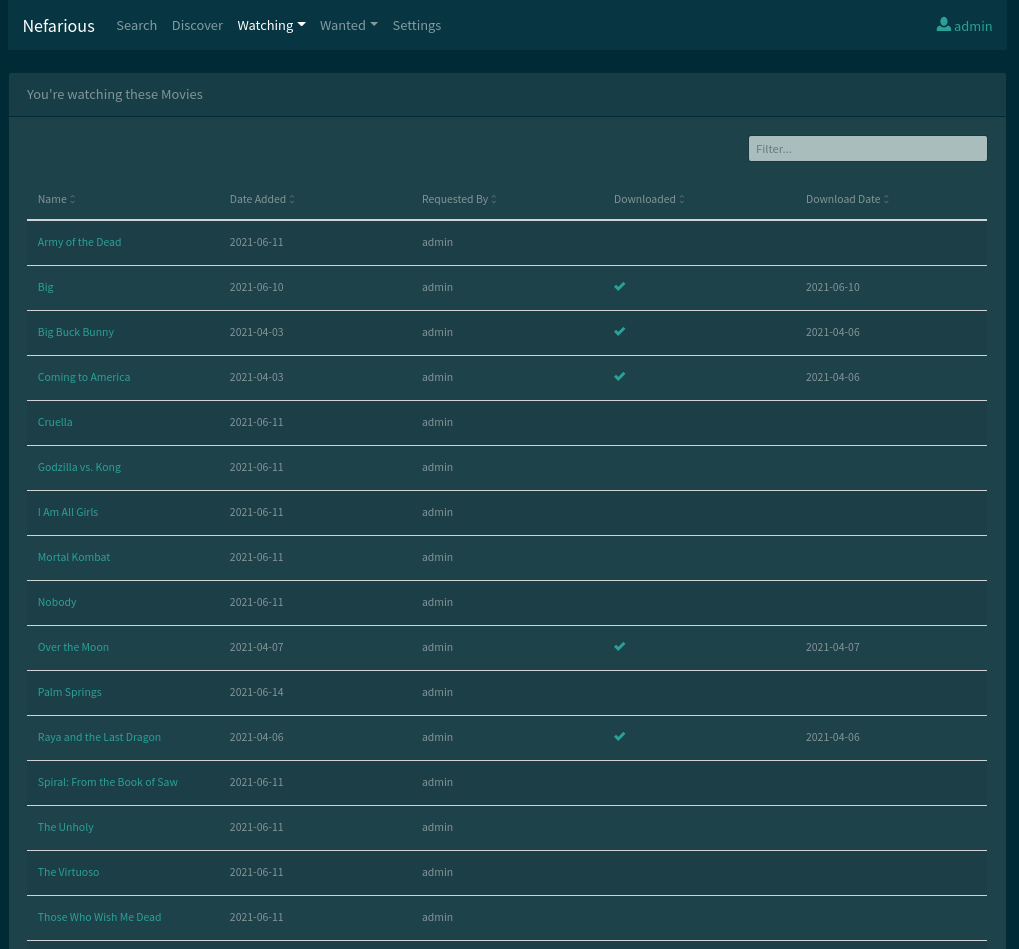 Nefarious Search Discover Watching Wanted Settings admin
You're watching these Movies
Filter...
Name Date Added Requested By Downloaded Download Date
Army of the Dead 2021-06-11 admin
Big 2021-06-10 admin 2021-06-10
Big Buck Bunny 2021-04-03 admin 2021-04-06
Coming to America 2021-04-03 admin 2021-04-06
Cruella 2021-06-11 admin
Godzilla vs. Kong 2021-06-11 admin
I Am All Girls 2021-06-11 admin
Mortal Kombat 2021-06-11 admin
Nobody 2021-06-11 admin
Over the Moon 2021-04-07 admin 2021-04-07
Palm Springs 2021-06-14 admin
Raya and the Last Dragon 2021-04-06 admin 2021-04-06
Spiral: From the Book of Saw 2021-06-11 admin
The Unholy 2021-06-11 admin
The Virtuoso 2021-06-11 admin
Those Who Wish Me Dead 2021-06-11 admin